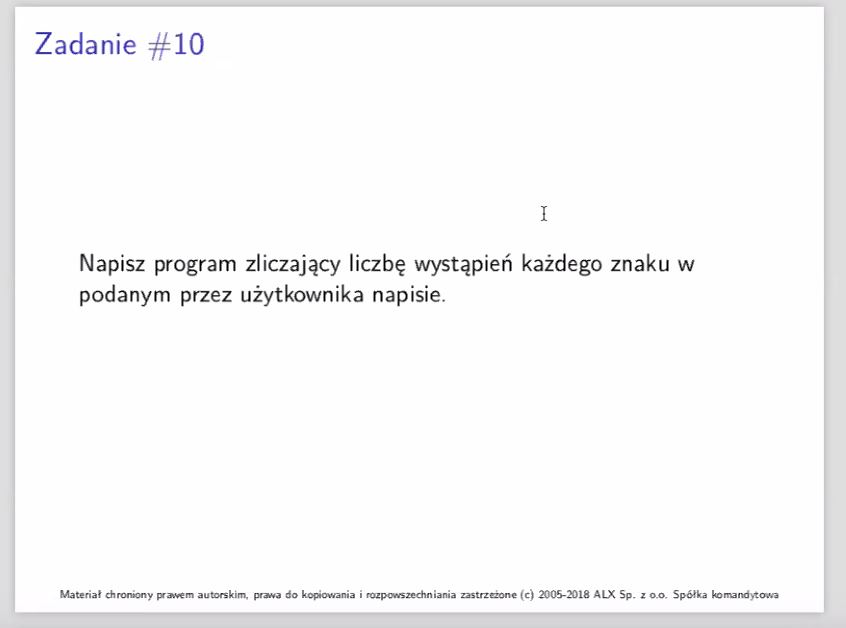 Zadanie #10
Napisz program zliczający liczbę wystąpień każdego znaku w
podanym przez użytkownika napisie.
Materiał chroniony prawem autorskim, prawa do kopiowania i rozpowszechniania zastrzeżone (c) 2005-2018 ALX Sp. z o.o. Spółka komandytowa